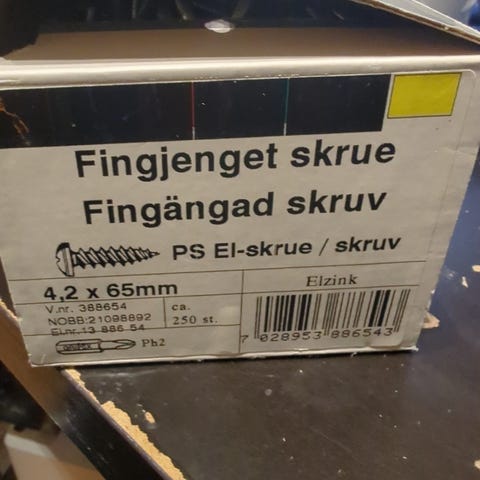 Fingjenget skrue
Fingängad skruv
PS El-skrue / skruv
4,2 x 65mm
Elzink
V.nr. 388654
NOBB:21098892
El.nr.13 886 54
ca.
250 st.
Ph2
7 028953 886543